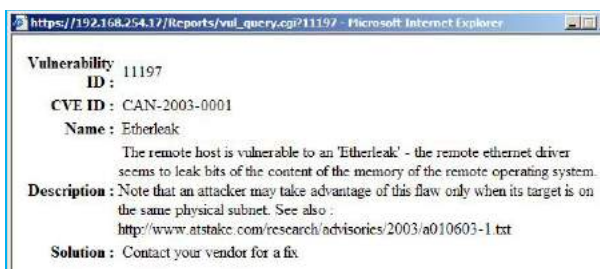 https://192.168.254.17/Reports/vul_query.cgi?11197 - Microsoft Internet Explorer
Vulnerability ID : 11197
CVE ID : CAN-2003-0001
Name : Etherleak
Description : The remote host is vulnerable to an 'Etherleak' - the remote ethernet driver
seems to leak bits of the content of the memory of the remote operating system.
Note that an attacker may take advantage of this flaw only when its target is on
the same physical subnet. See also :
http://www.atstake.com/research/advisories/2003/a010603-1.txt
Solution : Contact your vendor for a fix